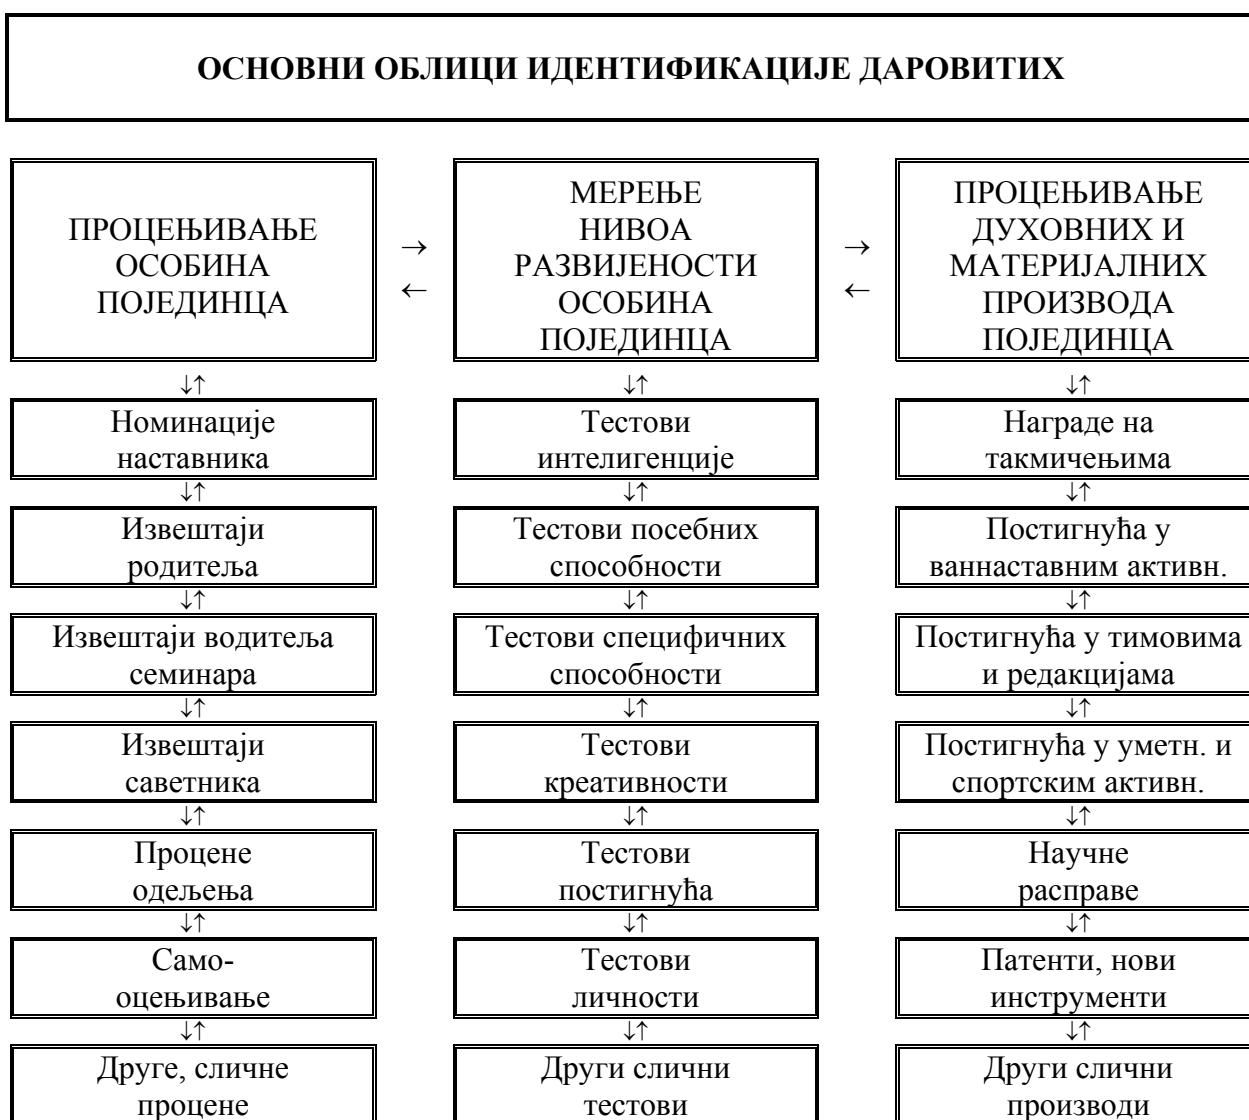 ОСНОВНИ ОБЛИЦИ ИДЕНТИФИКАЦИЈЕ ДАРОВИТИХ
ПРОЦЕЊИВАЊЕ
ОСОБИНА
ПОЈЕДИНЦА
→
←
МЕРЕЊЕ
НИВОА
РАЗВИЈЕНОСТИ
ОСОБИНА
ПОЈЕДИНЦА
→
←
ПРОЦЕЊИВАЊЕ
ДУХОВНИХ И
МАТЕРИЈАЛНИХ
ПРОИЗВОДА
ПОЈЕДИНЦА
↓↑
Номинације
наставника
↓↑
Извештаји
родитеља
↓↑
Извештаји водитеља
семинара
↓↑
Извештаји
саветника
↓↑
Процене
одељења
↓↑
Само-
оцењивање
↓↑
Друге, сличне
процене
↓↑
Тестови
интелигенције
↓↑
Тестови посебних
способности
↓↑
Тестови специфичних
способности
↓↑
Тестови
креативности
↓↑
Тестови
постигнућа
↓↑
Тестови
личности
↓↑
Други слични
тестови
↓↑
Награде на
такмичењима
↓↑
Постигнућа у
ваннаставним активн.
↓↑
Постигнућа у тимовима
и редакцијама
↓↑
Постигнућа у уметн. и
спортским активн.
↓↑
Научне
расправе
↓↑
Патенти, нови
инструменти
↓↑
Други слични
производи